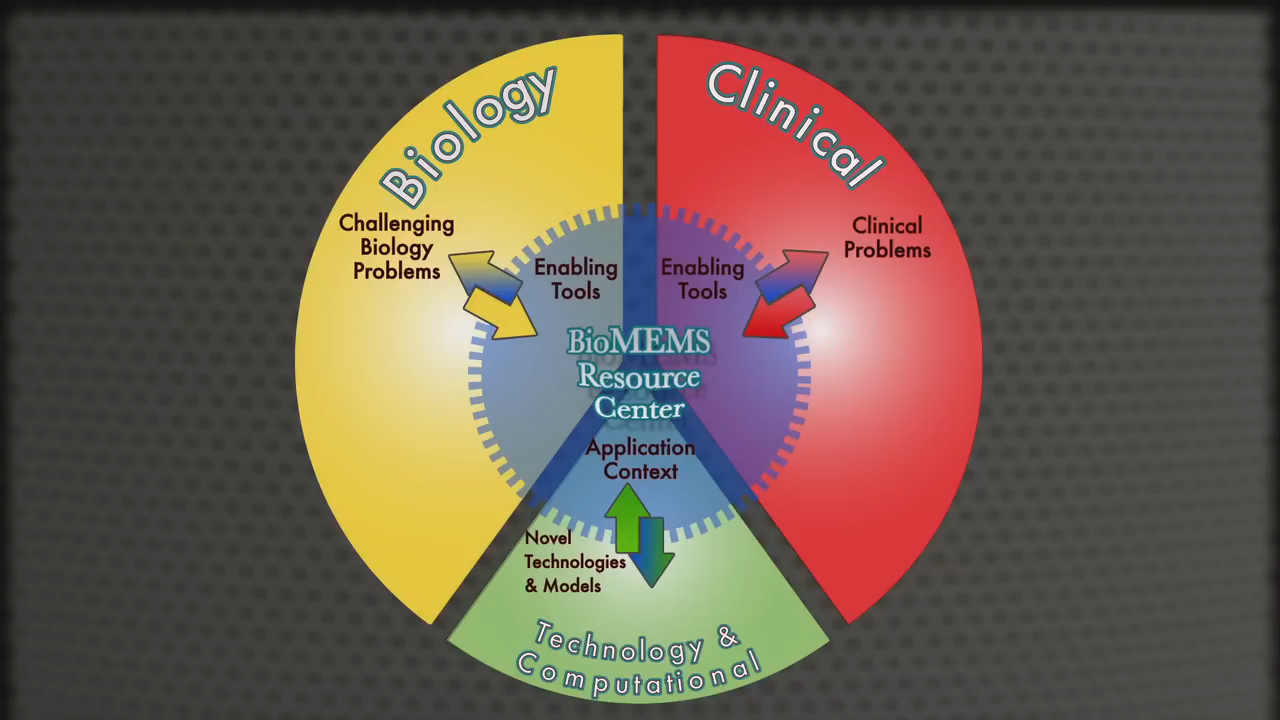 Biology
Clinical
Challenging
Biology
Problems
Enabling
Tools
Enabling
Tools
Clinical
Problems
BioMEMS
Resource
Center
Application
Context
Novel
Technologies
& Models
Technology &
Computational